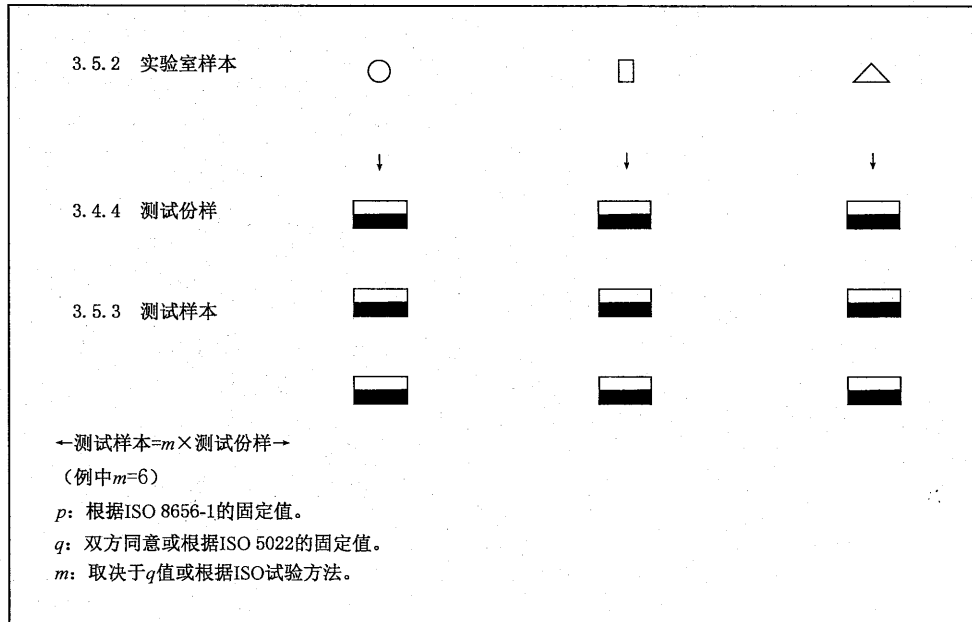 3.5.2 实验室样本
3.4.4 测试份样
3.5.3 测试样本
←测试样本=m×测试份样→
（例中m=6）
p：根据ISO 8656-1的固定值。
q：双方同意或根据ISO 5022的固定值。
m：取决于q值或根据ISO试验方法。